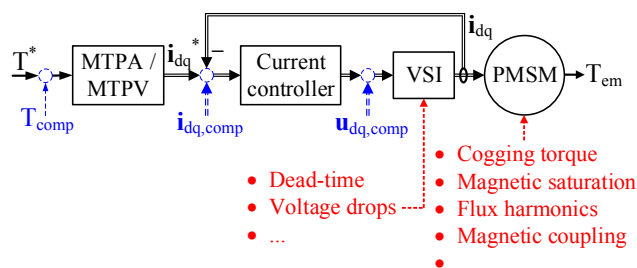 i_dq
T^*
MTPA / MTPV
i_dq^*
−
Current controller
VSI
PMSM
T_em
T_comp
i_dq,comp
u_dq,comp
• Dead-time
• Voltage drops
• ...
• Cogging torque
• Magnetic saturation
• Flux harmonics
• Magnetic coupling
•